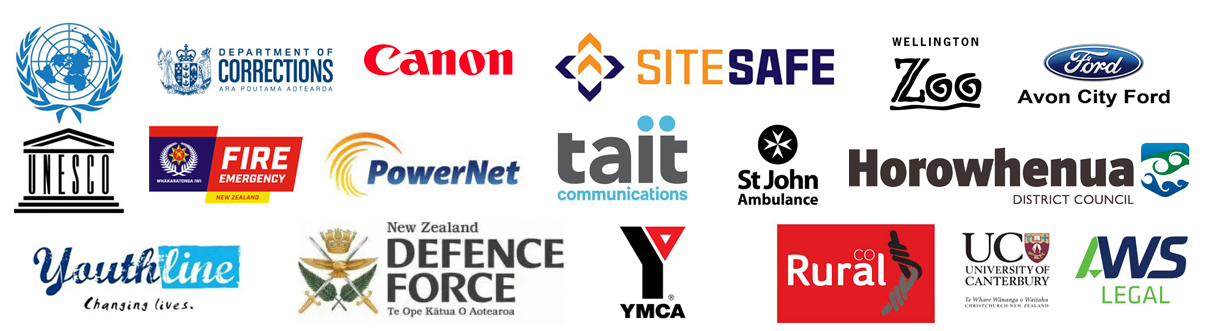 DEPARTMENT OF
CORRECTIONS
ARA POUTAMA AOTEAROA
Canon
SITESAFE
WELLINGTON
ZOO
Ford
Avon City Ford
UNESCO
WHAKARATONGA IWI
FIRE
EMERGENCY
NEW ZEALAND
PowerNet
tait
communications
St John
Ambulance
Horowhenua
DISTRICT COUNCIL
Youthline
Changing lives.
New Zealand
DEFENCE
FORCE
Te Ope Kātua O Aotearoa
Y
YMCA
®
CO
Rural
UC
UNIVERSITY OF
CANTERBURY
Te Whare Wānanga o Waitaha
CHRISTCHURCH NEW ZEALAND
AWS
LEGAL